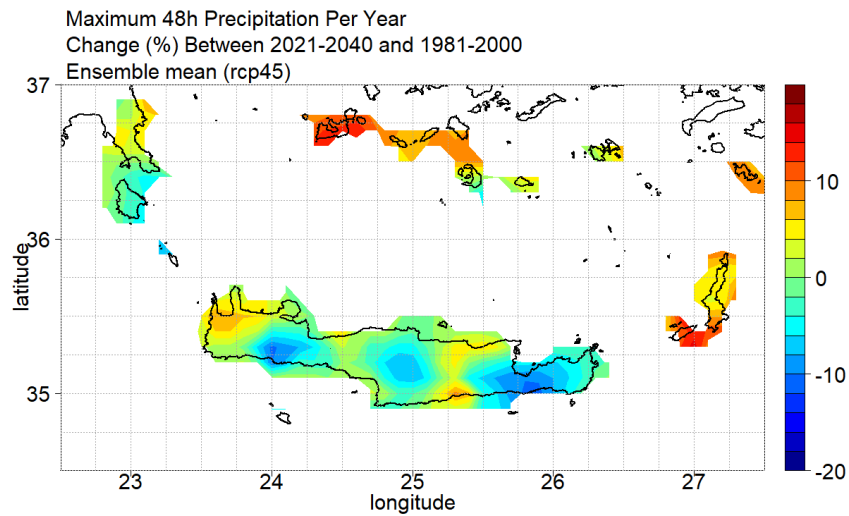 Maximum 48h Precipitation Per Year
Change (%) Between 2021-2040 and 1981-2000
Ensemble mean (rcp45)
37
36
35
latitude
23 24 25 26 27
longitude
10
0
-10
-20